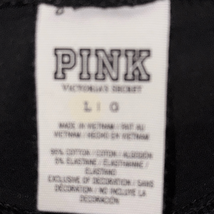 PINK
VICTORIA'S SECRET
L | G
MADE IN VIETNAM / FAIT AU
VIETNAM / HECHO EN VIETNAM
95% COTTON / COTON / ALGODÓN
5% ELASTANE / ÉLASTHANNE /
ELASTANO
EXCLUSIVE OF DECORATION / SANS
DÉCORATION / NO INCLUYE LA
DECORACIÓN